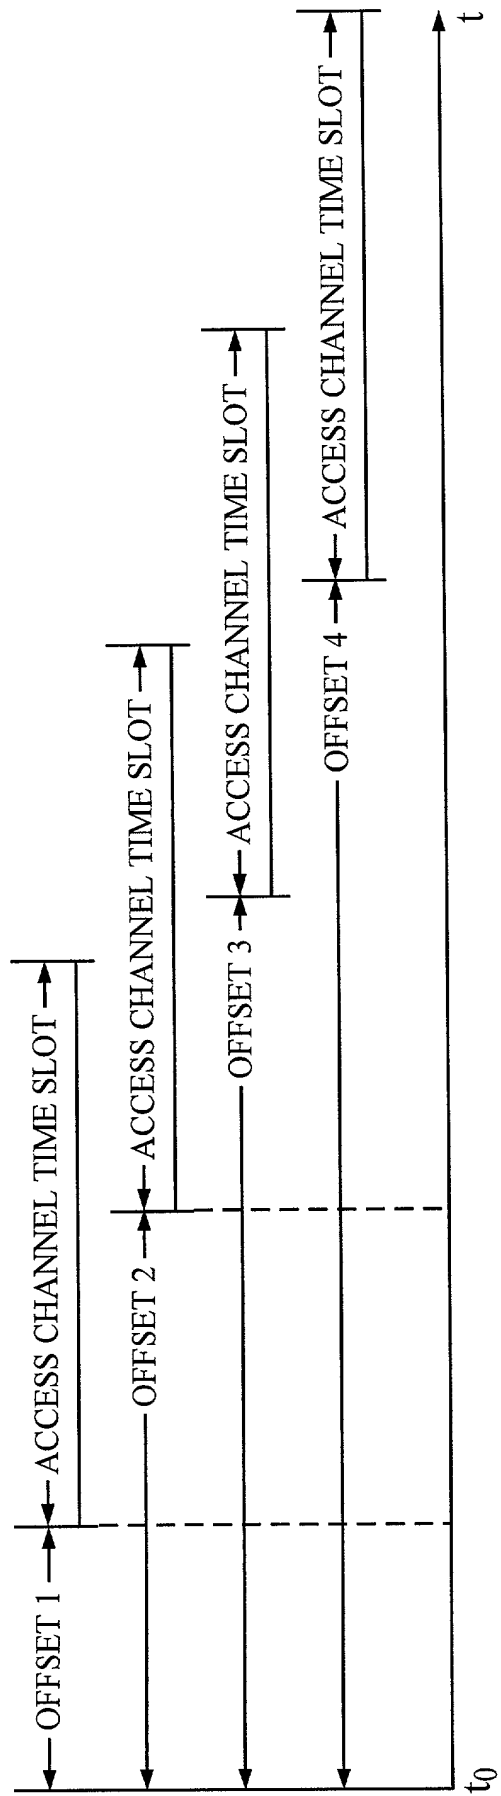 OFFSET 1
ACCESS CHANNEL TIME SLOT
OFFSET 2
ACCESS CHANNEL TIME SLOT
OFFSET 3
ACCESS CHANNEL TIME SLOT
OFFSET 4
ACCESS CHANNEL TIME SLOT
t0
t